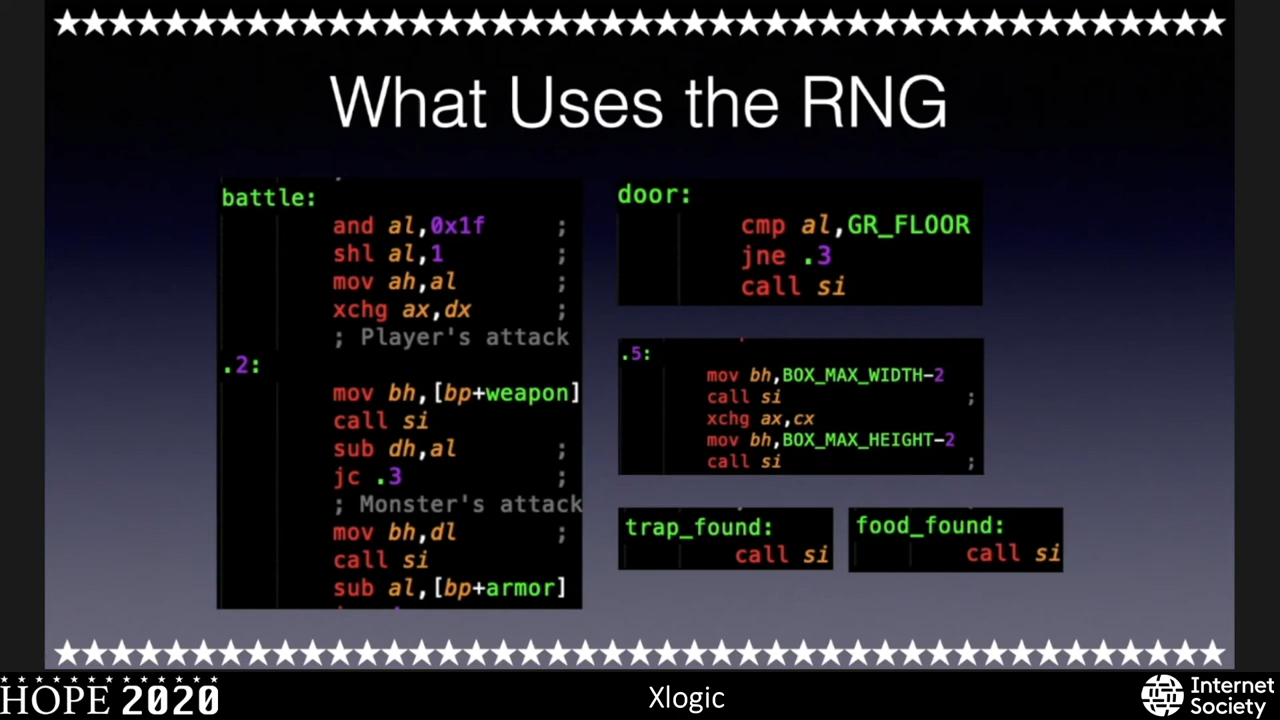 What Uses the RNG
battle:
and al,0x1f ;
shl al,1 ;
mov ah,al ;
xchg ax,dx ;
; Player's attack
.2:
mov bh,[bp+weapon]
call si
sub dh,al ;
jc .3 ;
; Monster's attack
mov bh,dl ;
call si
sub al,[bp+armor]
door:
cmp al,GR_FLOOR
jne .3
call si
.5:
mov bh,BOX_MAX_WIDTH-2
call si ;
xchg ax,cx
mov bh,BOX_MAX_HEIGHT-2
call si ;
trap_found:
call si
food_found:
call si
HOPE 2020
Xlogic
Internet
Society